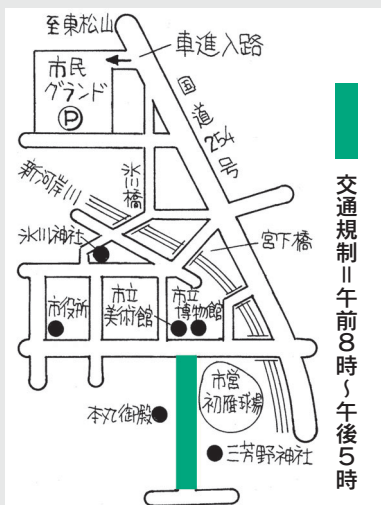 至東松山
車進入路
市民
グランド
Ⓟ
国道254号
氷川橋
新河岸川
氷川神社
宮下橋
市役所
市立
美術館
市立
博物館
市営
初雁球場
本丸御殿
三芳野神社
交通規制=午前8時~午後5時